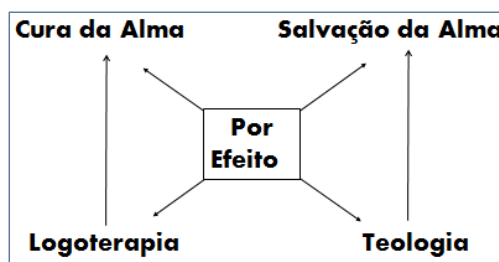 Cura da Alma
Salvação da Alma
Por
Efeito
Logoterapia
Teologia